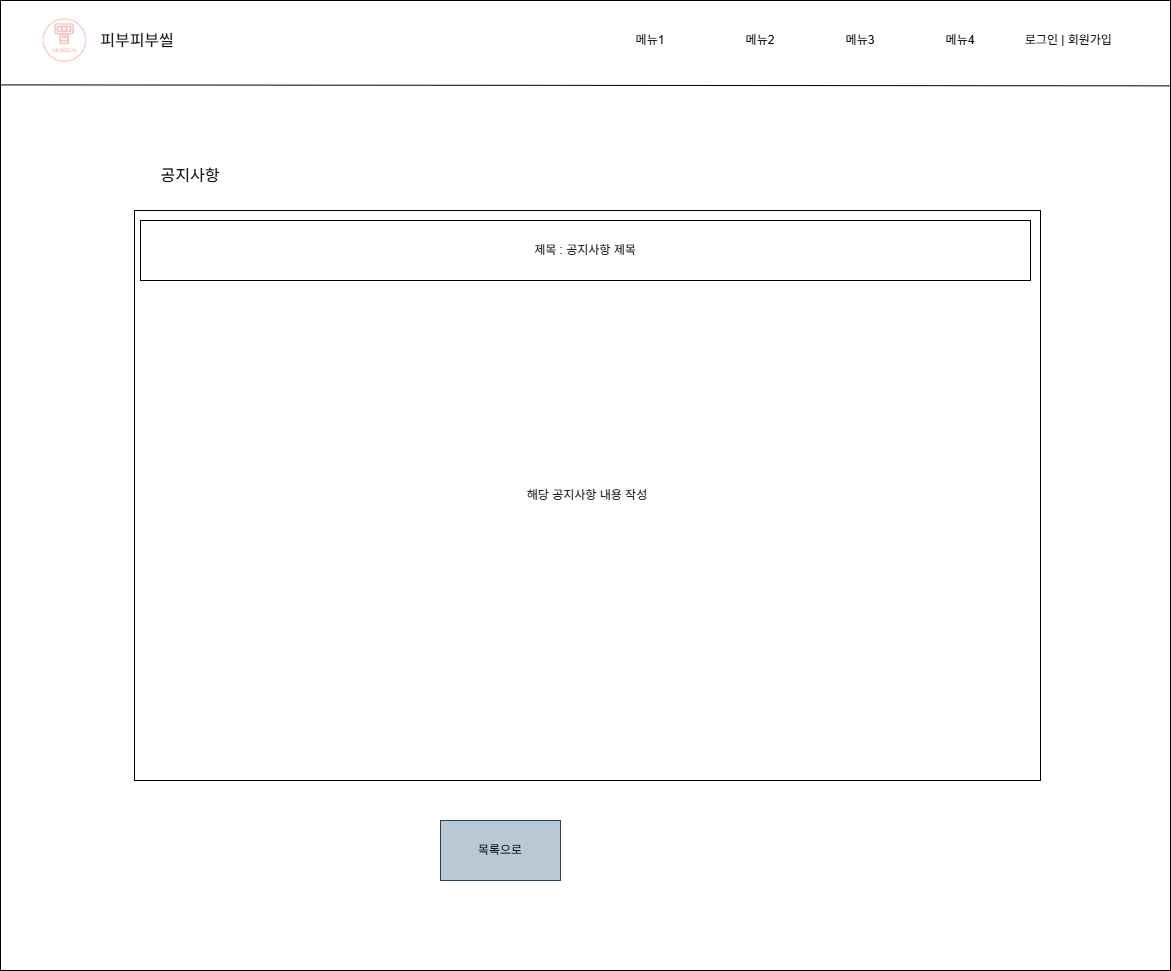 피부피부씰
메뉴1 메뉴2 메뉴3 메뉴4 로그인 | 회원가입
공지사항
제목 : 공지사항 제목
해당 공지사항 내용 작성
목록으로